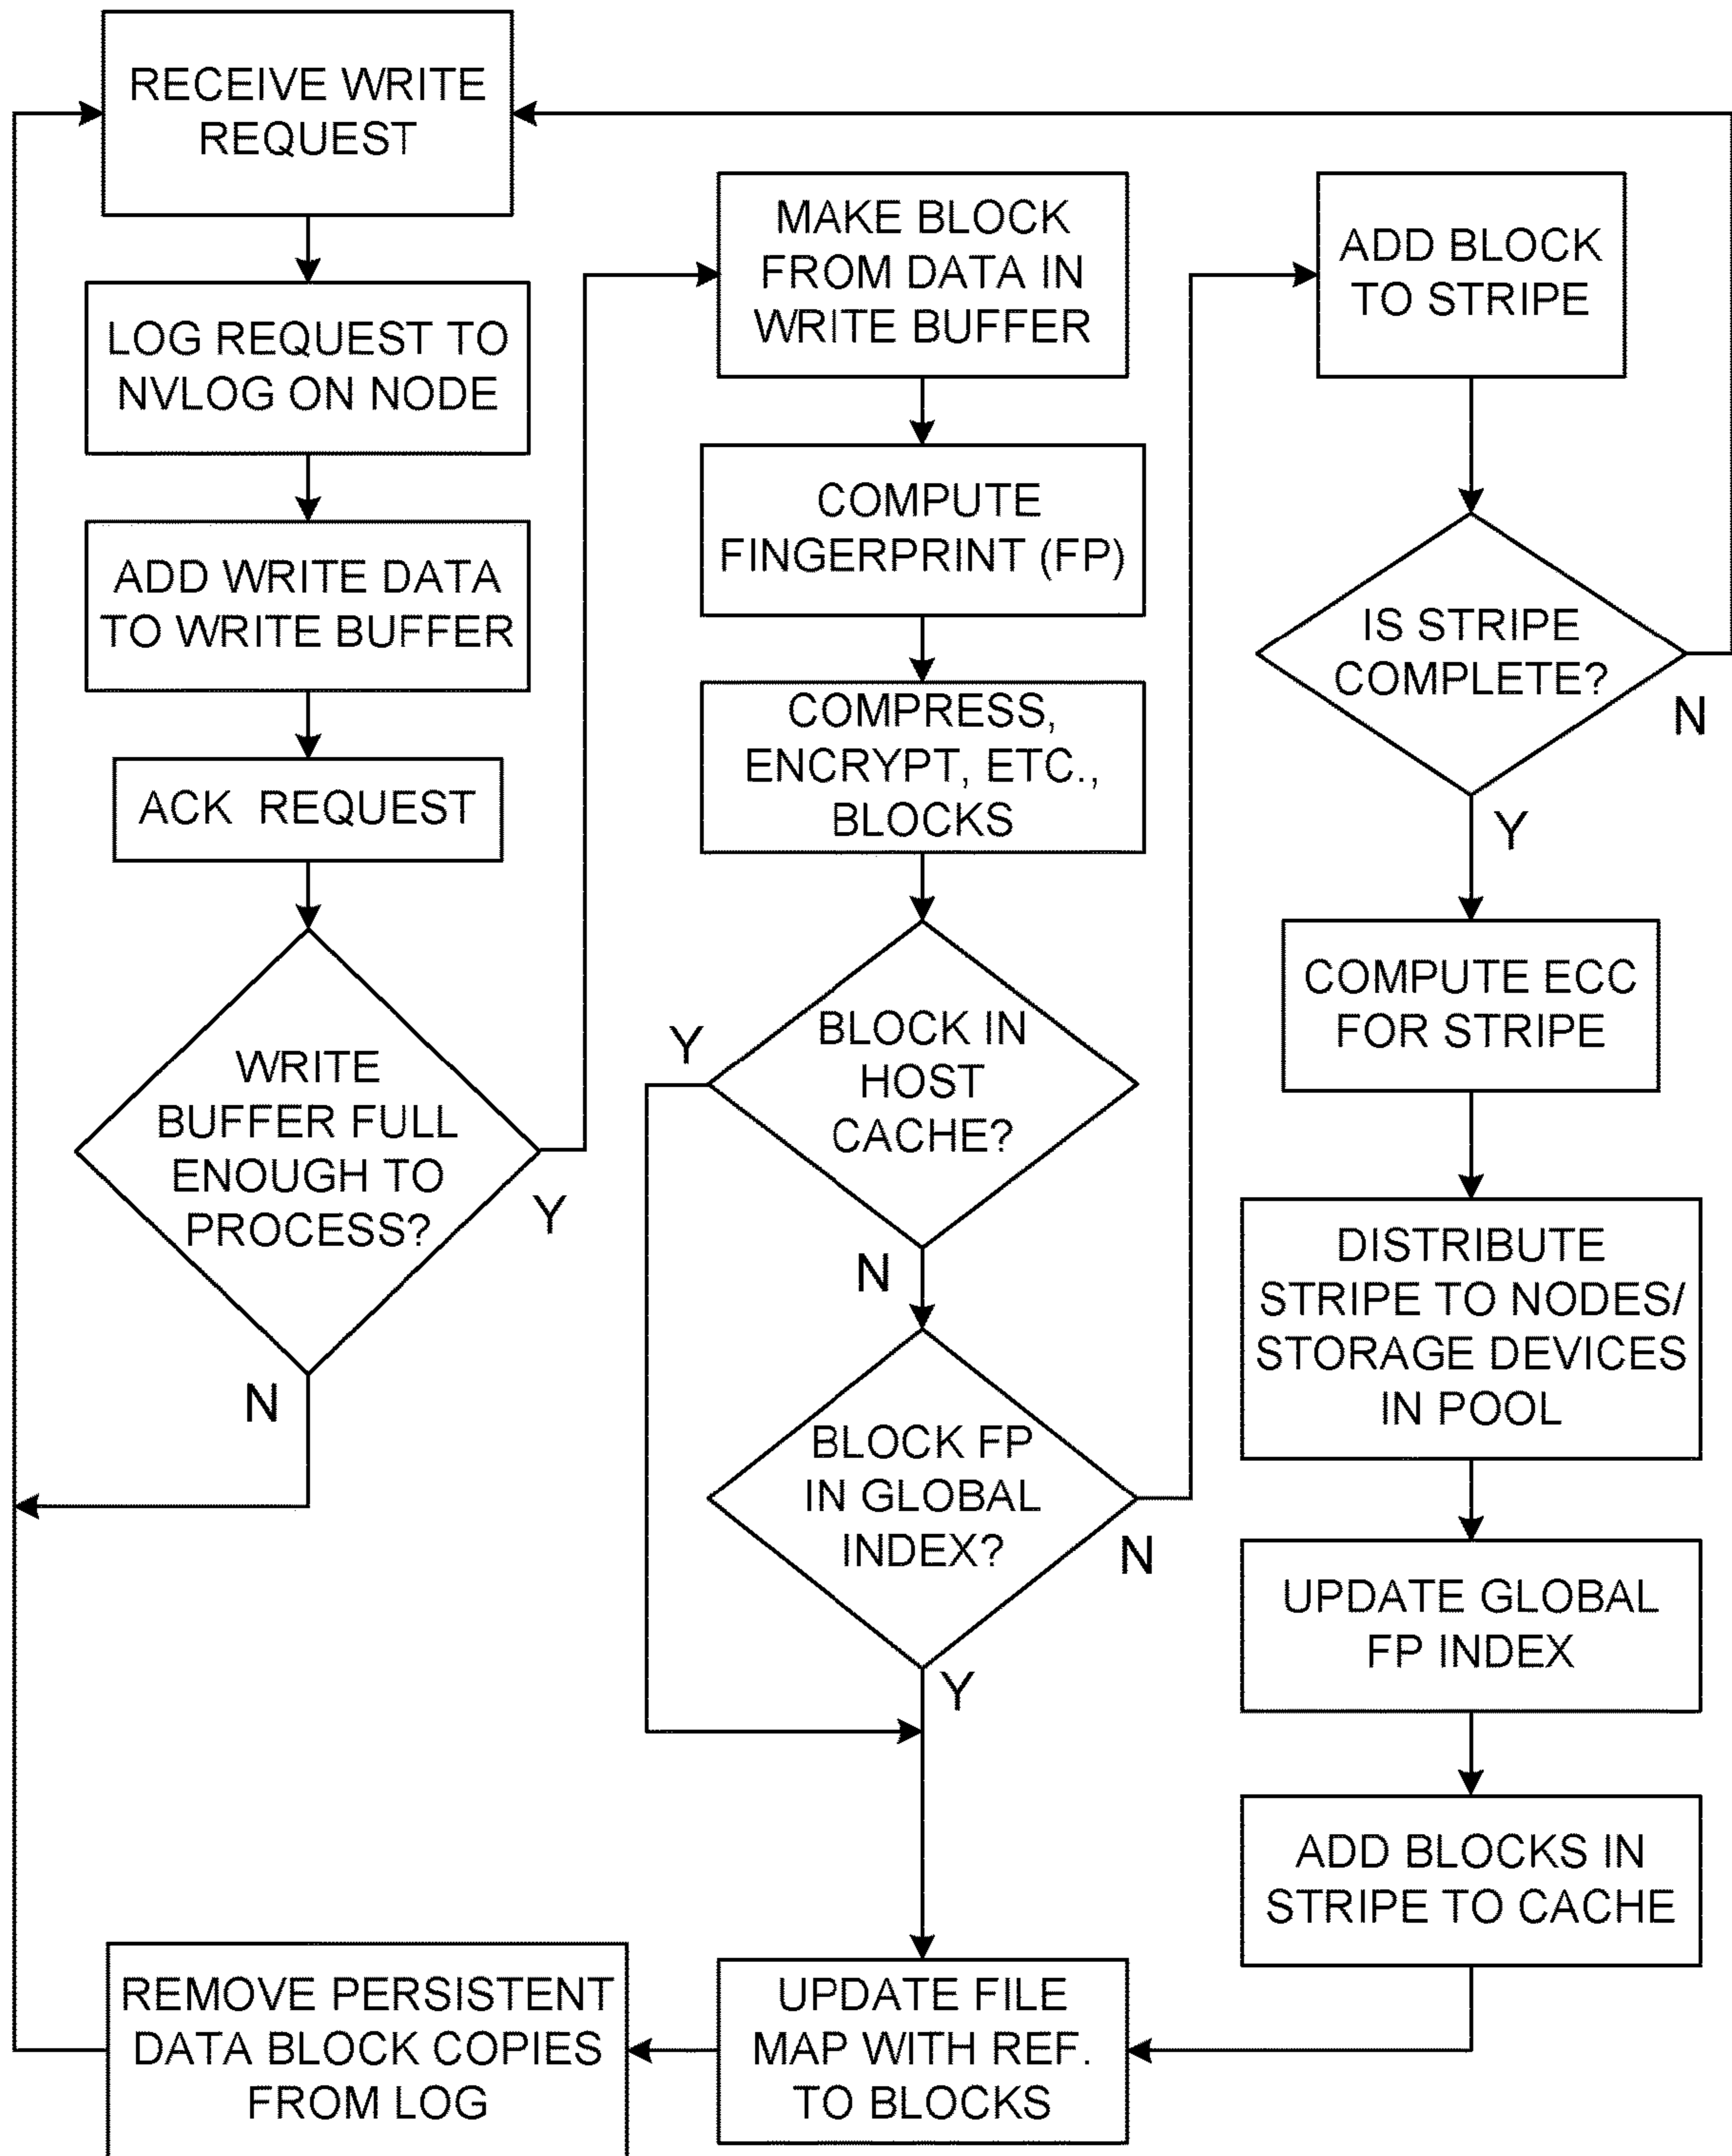 RECEIVE WRITE
REQUEST
LOG REQUEST TO
NVLOG ON NODE
ADD WRITE DATA
TO WRITE BUFFER
ACK REQUEST
WRITE
BUFFER FULL
ENOUGH TO
PROCESS?
Y
N
MAKE BLOCK
FROM DATA IN
WRITE BUFFER
COMPUTE
FINGERPRINT (FP)
COMPRESS,
ENCRYPT, ETC.,
BLOCKS
BLOCK IN
HOST
CACHE?
Y
N
BLOCK FP
IN GLOBAL
INDEX?
N
Y
ADD BLOCK
TO STRIPE
IS STRIPE
COMPLETE?
N
Y
COMPUTE ECC
FOR STRIPE
DISTRIBUTE
STRIPE TO NODES/
STORAGE DEVICES
IN POOL
UPDATE GLOBAL
FP INDEX
ADD BLOCKS IN
STRIPE TO CACHE
UPDATE FILE
MAP WITH REF.
TO BLOCKS
REMOVE PERSISTENT
DATA BLOCK COPIES
FROM LOG